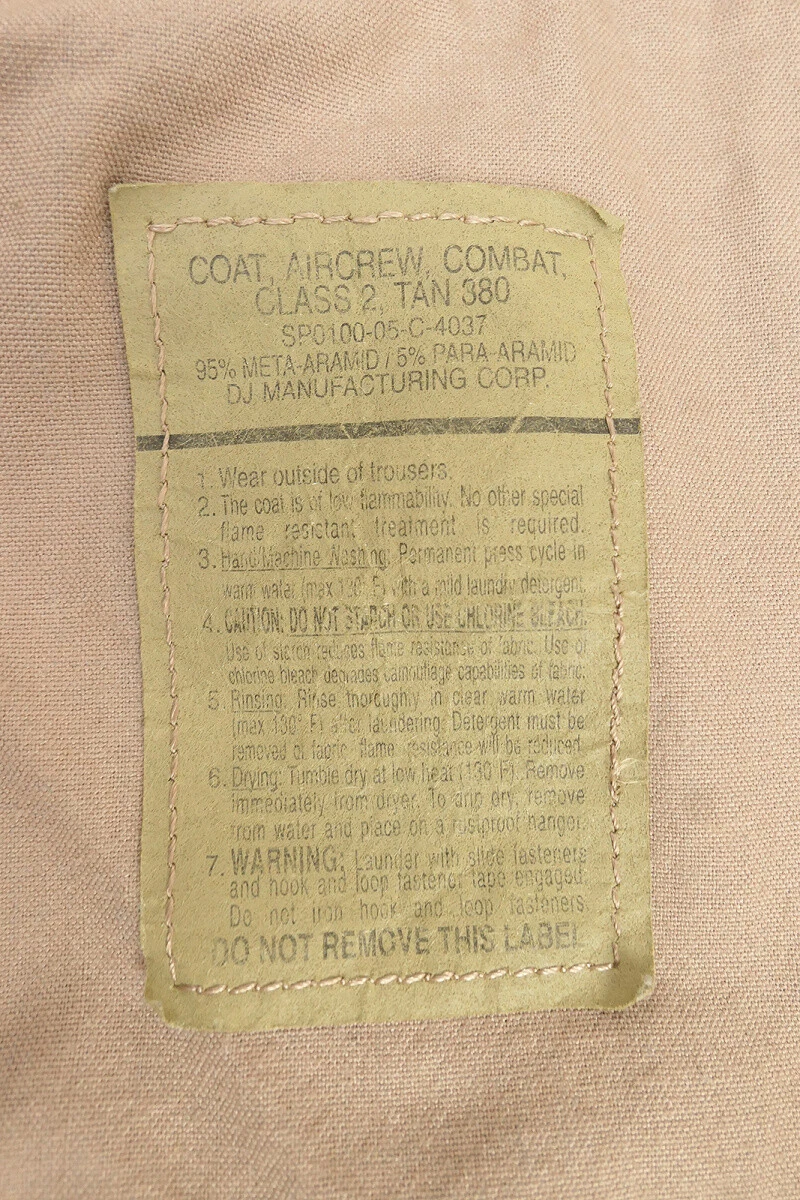 COAT, AIRCREW, COMBAT,
CLASS 2, TAN 380
SP0100-05-C-4037
95% META-ARAMID / 5% PARA-ARAMID
DJ MANUFACTURING CORP.
1. Wear outside of trousers.
2. The coat is of low flammability. No other special
flame resistant treatment is required.
3. Hand/Machine Washing: Permanent press cycle in
warm water (max 130° F) with a mild laundry detergent.
4. CAUTION: DO NOT STARCH OR USE CHLORINE BLEACH.
Use of starch reduces flame resistance of fabric. Use of
chlorine bleach degrades camouflage capabilities of fabric.
5. Rinsing: Rinse thoroughly in clear warm water
(max 130° F) after laundering. Detergent must be
removed or fabric flame resistance will be reduced.
6. Drying: Tumble dry at low heat (130°F). Remove
immediately from dryer. To drip dry, remove
from water and place on a rustproof hanger.
7. WARNING: Launder with slide fasteners
and hook and loop fastener tape engaged.
Do not iron hook and loop fasteners.
DO NOT REMOVE THIS LABEL